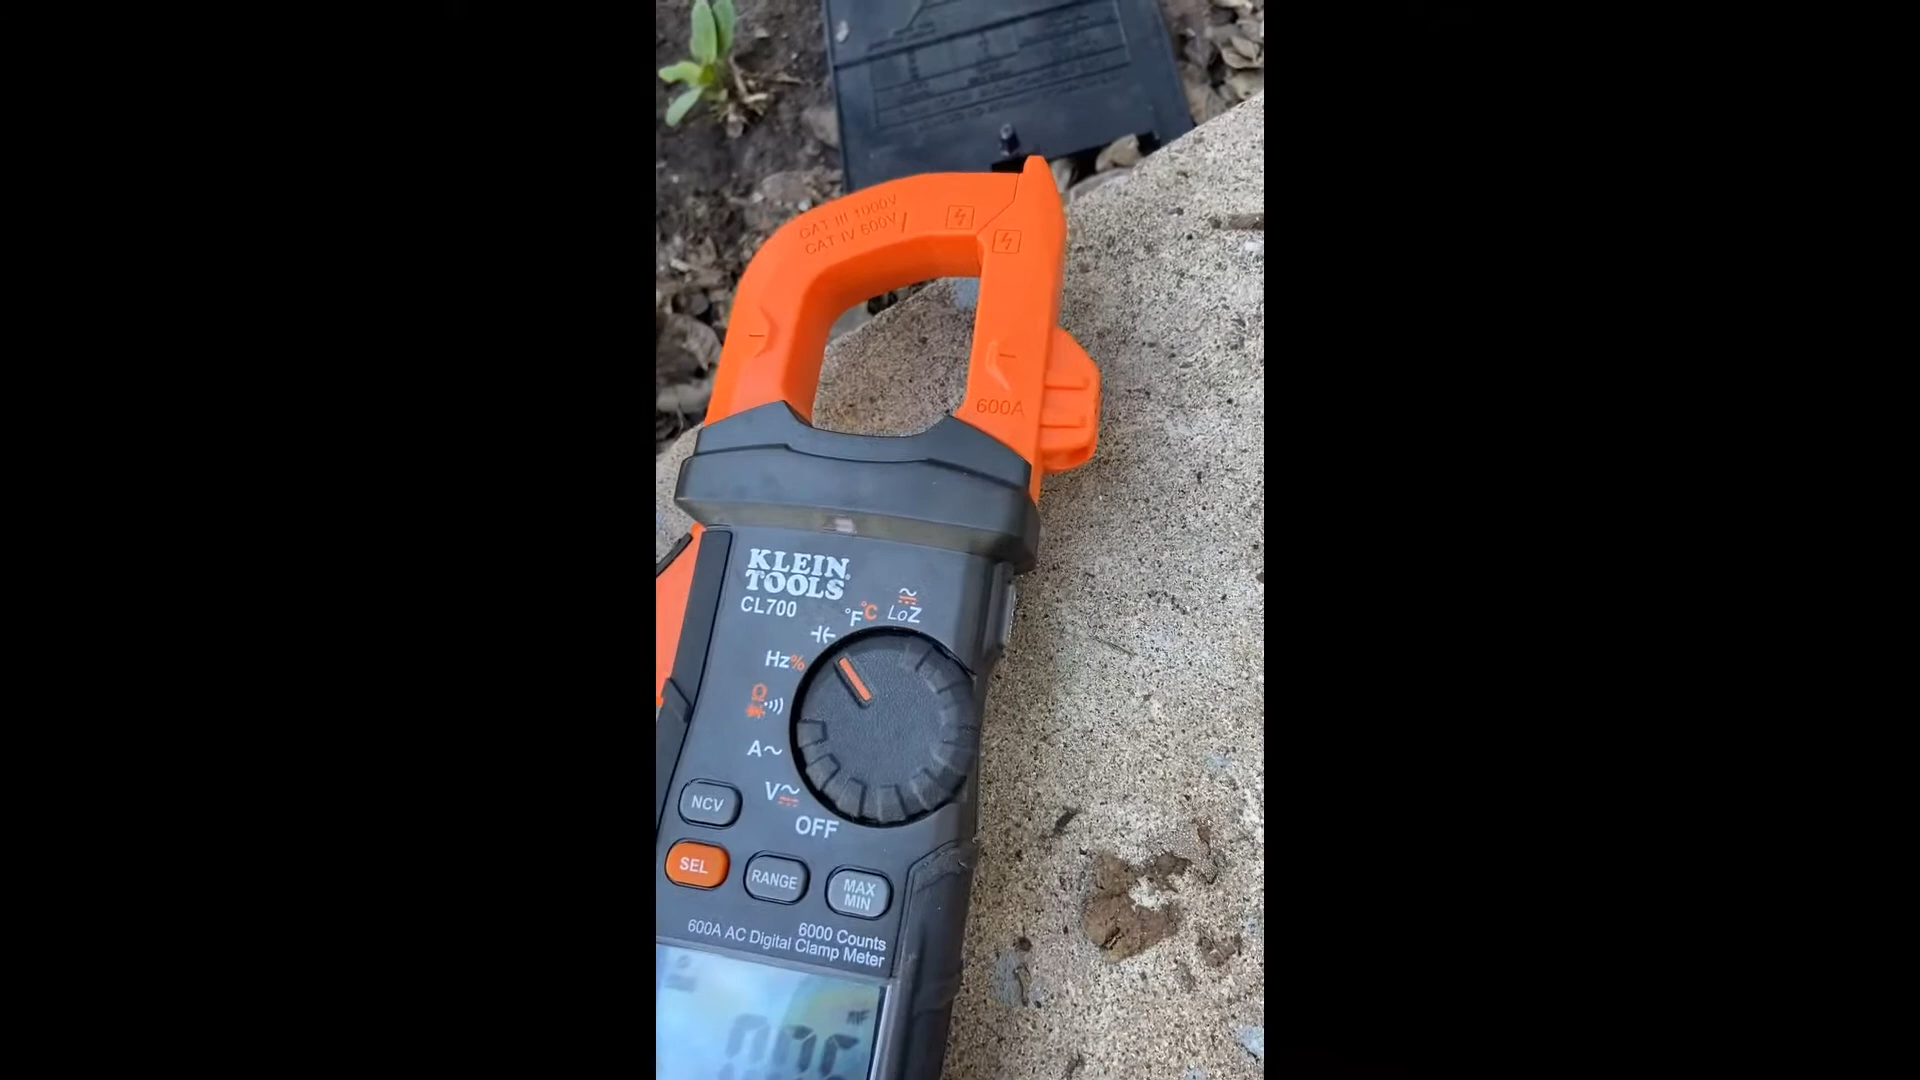 CAT III 1000V
CAT IV 600V
600A
KLEIN
TOOLS®
CL700
°F°C
LoZ
Hz%
Ω
A~
V
OFF
NCV
SEL
RANGE
MAX
MIN
6000 Counts
600A AC Digital Clamp Meter
nF